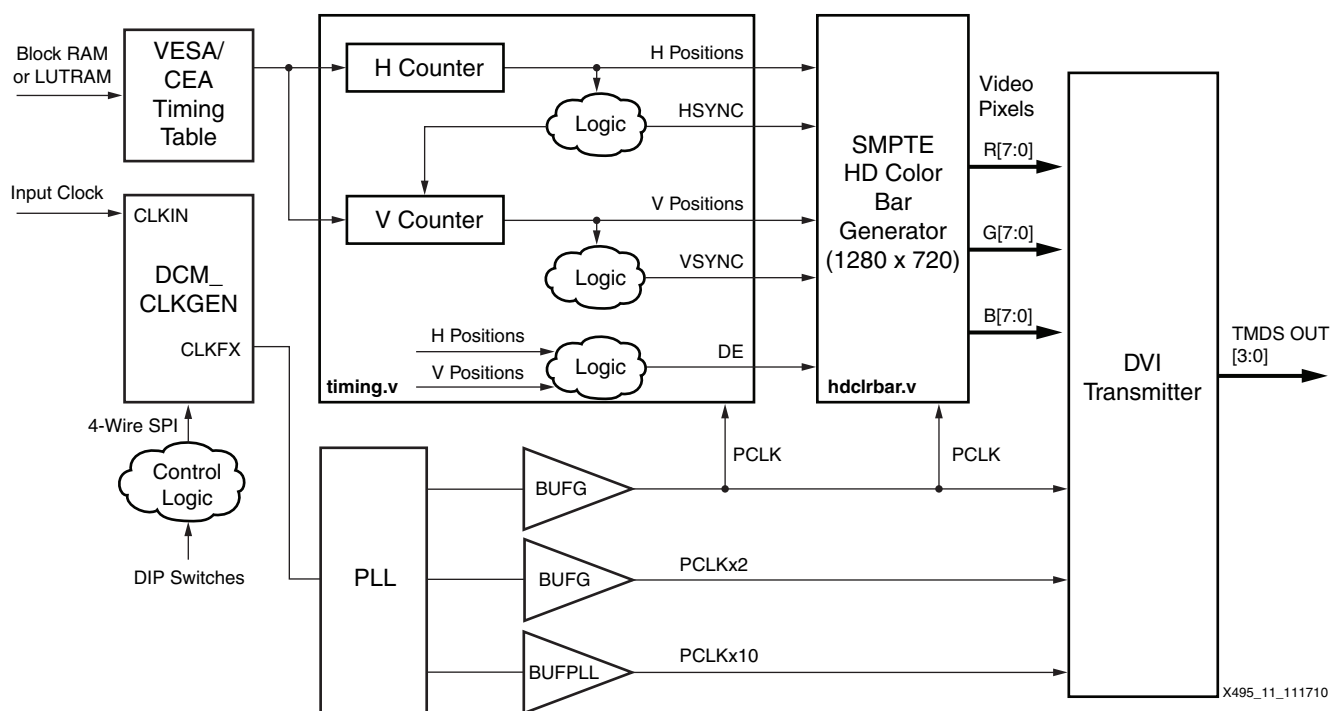 Block RAM
or LUTRAM
VESA/
CEA
Timing
Table
H Counter
H Positions
Logic
HSYNC
V Counter
V Positions
Logic
VSYNC
H Positions
V Positions
Logic
DE
timing.v
SMPTE
HD Color
Bar
Generator
(1280 x 720)
hdclrbar.v
Video
Pixels
R[7:0]
G[7:0]
B[7:0]
DVI
Transmitter
TMDS OUT
[3:0]
Input Clock
CLKIN
DCM_
CLKGEN
CLKFX
4-Wire SPI
Control
Logic
DIP Switches
PLL
BUFG
PCLK
PCLK
BUFG
PCLKx2
BUFPLL
PCLKx10
X495_11_111710